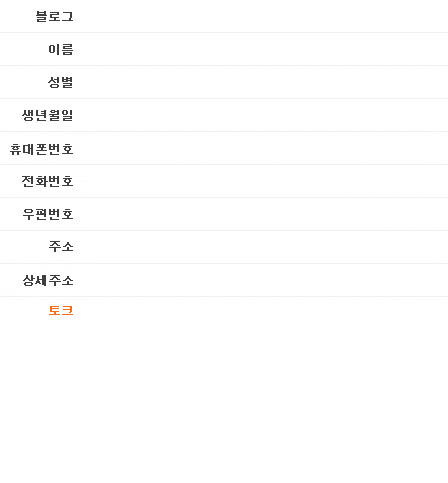 블로그
이름
성별
생년월일
휴대폰번호
전화번호
우편번호
주소
상세주소
토크